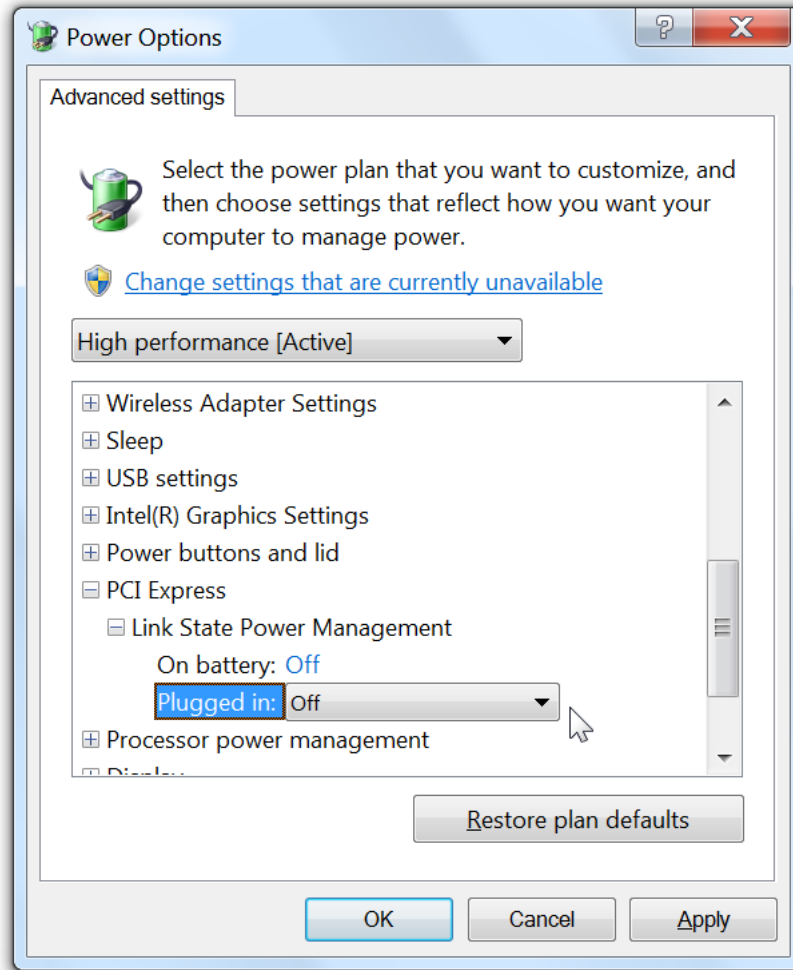 Power Options
Advanced settings
Select the power plan that you want to customize, and
then choose settings that reflect how you want your
computer to manage power.
Change settings that are currently unavailable
High performance [Active]
Wireless Adapter Settings
Sleep
USB settings
Intel(R) Graphics Settings
Power buttons and lid
PCI Express
Link State Power Management
On battery: Off
Plugged in: Off
Processor power management
Display
Restore plan defaults
OK Cancel Apply